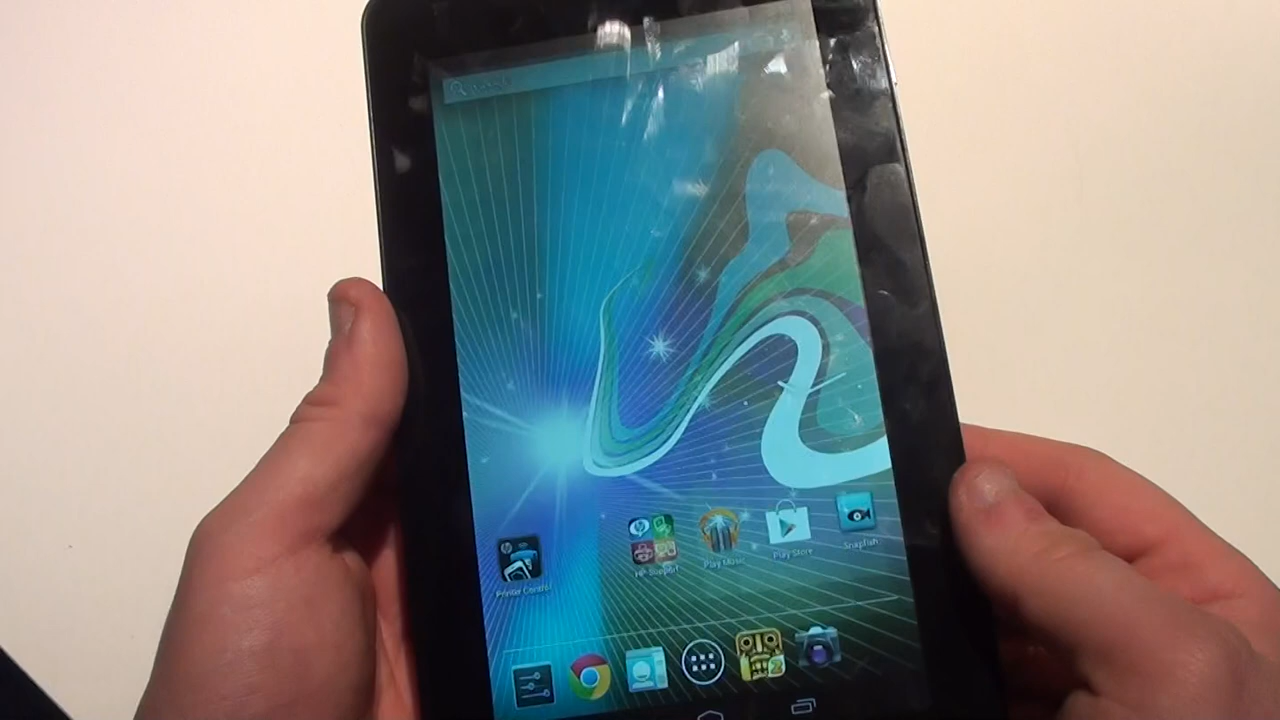 Printer Control
HP Support
Play Music
Play Store
Snapfish